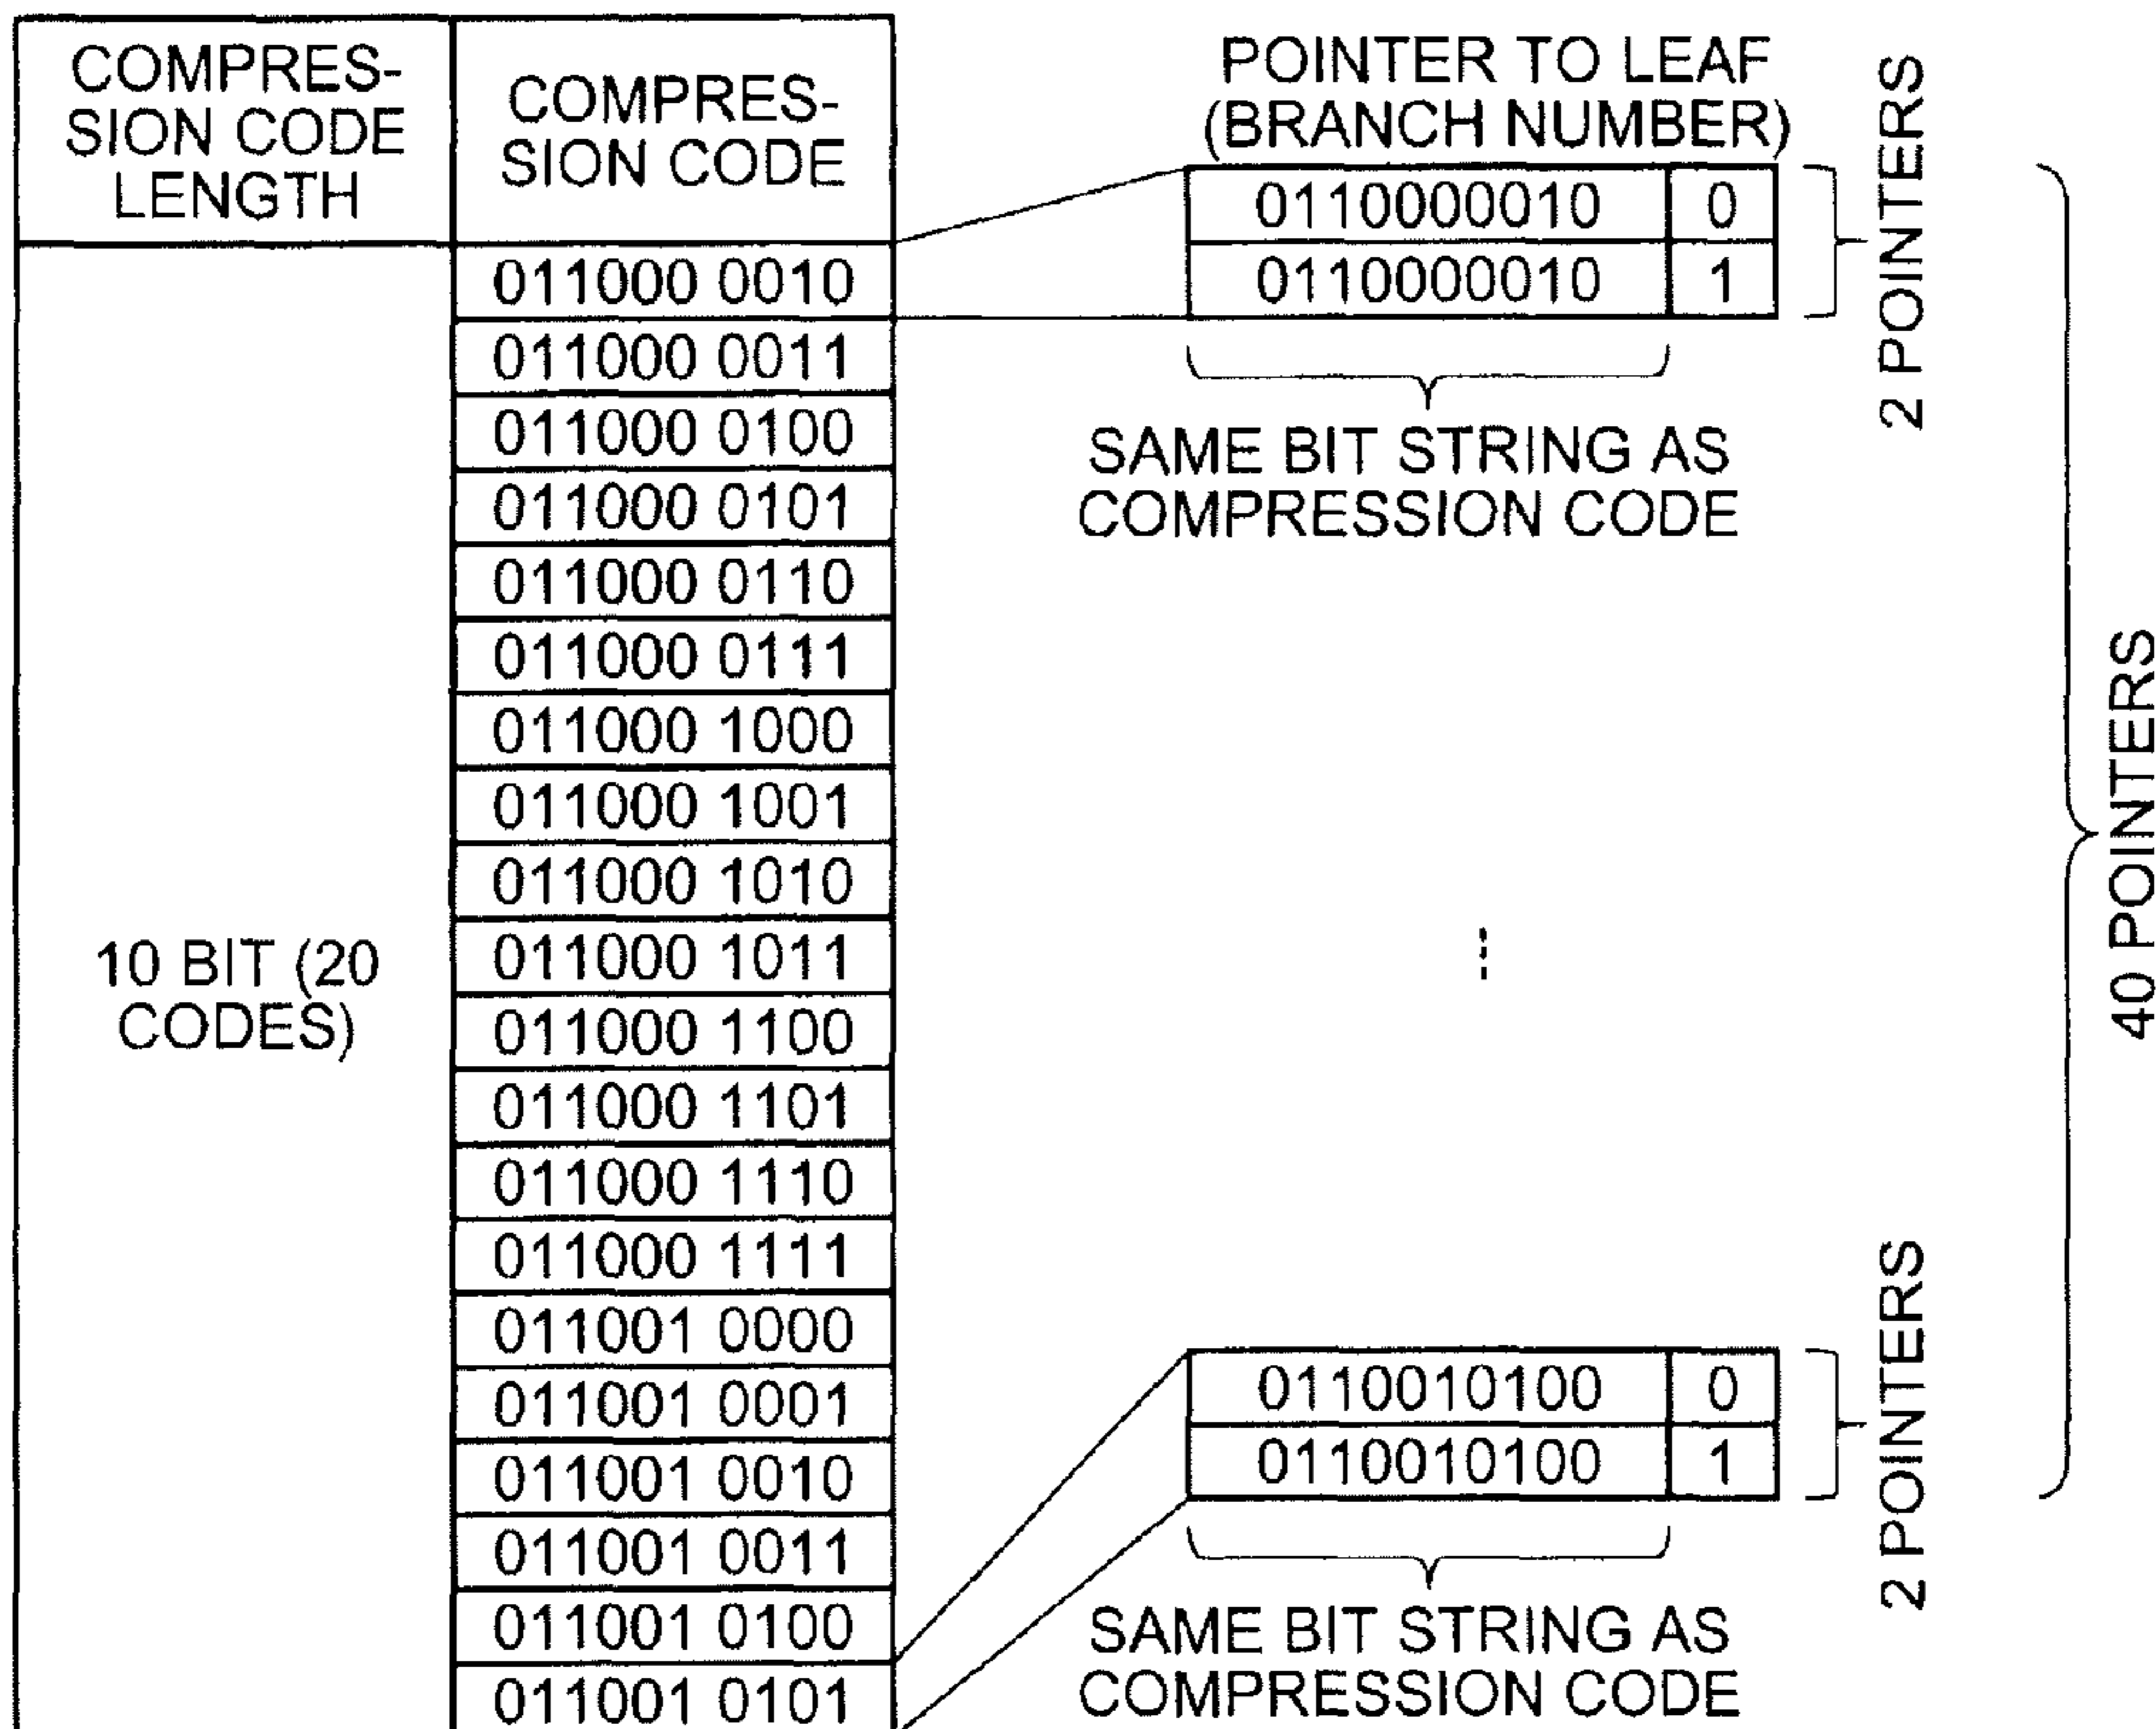 COMPRES-
SION CODE
LENGTH
COMPRES-
SION CODE
10 BIT (20
CODES)
011000 0010
011000 0011
011000 0100
011000 0101
011000 0110
011000 0111
011000 1000
011000 1001
011000 1010
011000 1011
011000 1100
011000 1101
011000 1110
011000 1111
011001 0000
011001 0001
011001 0010
011001 0011
011001 0100
011001 0101
POINTER TO LEAF
(BRANCH NUMBER)
0110000010 0
0110000010 1
SAME BIT STRING AS
COMPRESSION CODE
2 POINTERS
0110010100 0
0110010100 1
SAME BIT STRING AS
COMPRESSION CODE
2 POINTERS
40 POINTERS